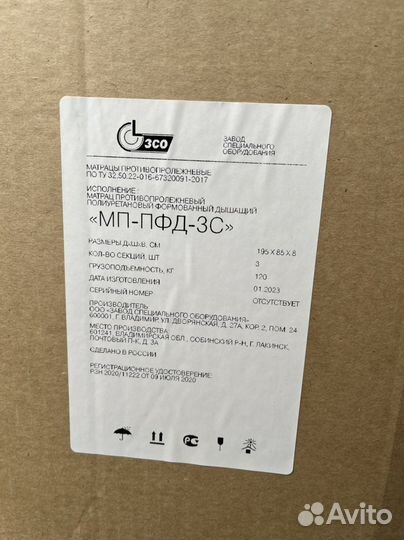 ЗСО
ЗАВОД
СПЕЦИАЛЬНОГО
ОБОРУДОВАНИЯ
МАТРАЦЫ ПРОТИВОПРОЛЕЖНЕВЫЕ
ПО ТУ 32.50.22-016-67320091-2017
ИСПОЛНЕНИЕ:
МАТРАЦ ПРОТИВОПРОЛЕЖНЕВЫЙ
ПОЛИУРЕТАНОВЫЙ ФОРМОВАННЫЙ ДЫШАЩИЙ
«МП-ПФД-3С»
РАЗМЕРЫ Д.Ш.В, СМ 195 X 85 X 8
КОЛ-ВО СЕКЦИЙ, ШТ 3
ГРУЗОПОДЪЕМНОСТЬ, КГ 120
ДАТА ИЗГОТОВЛЕНИЯ 01.2023
СЕРИЙНЫЙ НОМЕР ОТСУТСТВУЕТ
ПРОИЗВОДИТЕЛЬ
ООО «ЗАВОД СПЕЦИАЛЬНОГО ОБОРУДОВАНИЯ»
600001, Г. ВЛАДИМИР, УЛ. ДВОРЯНСКАЯ, Д. 27А, КОР. 2, ПОМ. 24
МЕСТО ПРОИЗВОДСТВА
601241, ВЛАДИМИРСКАЯ ОБЛ., СОБИНСКИЙ Р-Н, Г. ЛАКИНСК,
ПОЧТОВЫЙ П-К, Д. 3А
СДЕЛАНО В РОССИИ
РЕГИСТРАЦИОННОЕ УДОСТОВЕРЕНИЕ:
РЗН 2020/11222 ОТ 09 ИЮЛЯ 2020
Avito